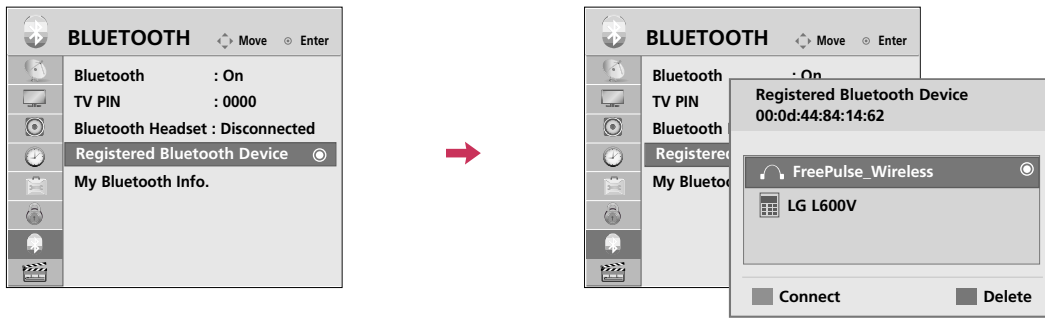 BLUETOOTH Move Enter
Bluetooth : On
TV PIN : 0000
Bluetooth Headset : Disconnected
Registered Bluetooth Device
My Bluetooth Info.
BLUETOOTH Move Enter
Bluetooth : On
TV PIN
Bluetooth
Registered
My Blueto
Registered Bluetooth Device
00:0d:44:84:14:62
FreePulse_Wireless
LG L600V
Connect Delete